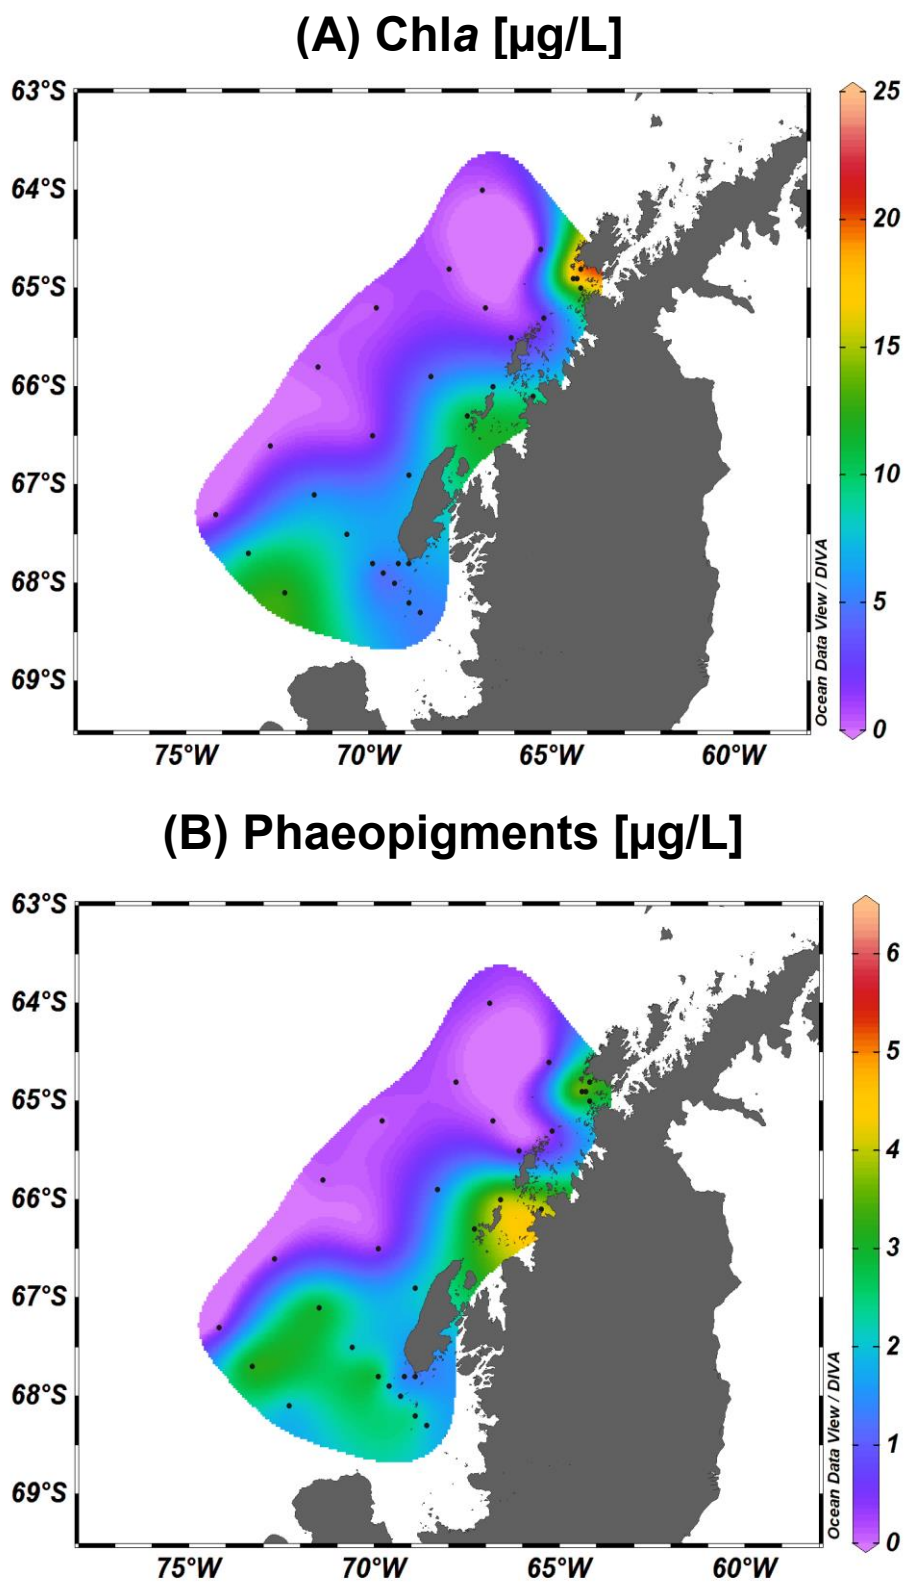 (A) Chla [µg/L]
63°S
64°S
65°S
66°S
67°S
68°S
69°S
75°W 70°W 65°W 60°W
25
20
15
10
5
0
Ocean Data View / DIVA
(B) Phaeopigments [µg/L]
63°S
64°S
65°S
66°S
67°S
68°S
69°S
75°W 70°W 65°W 60°W
6
5
4
3
2
1
0
Ocean Data View / DIVA